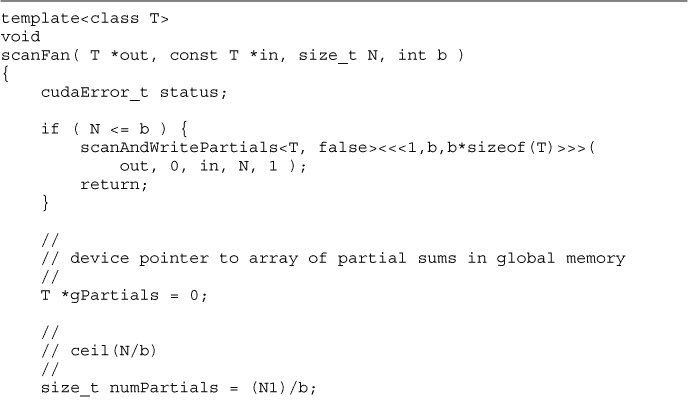 template<class T>
void
scanFan( T *out, const T *in, size_t N, int b )
{
    cudaError_t status;
    if ( N <= b ) {
        scanAndWritePartials<T, false><<<1,b,b*sizeof(T)>>>(
            out, 0, in, N, 1 );
        return;
    }
    //
    // device pointer to array of partial sums in global memory
    //
    T *gPartials = 0;
    //
    // ceil(N/b)
    //
    size_t numPartials = (N1)/b;